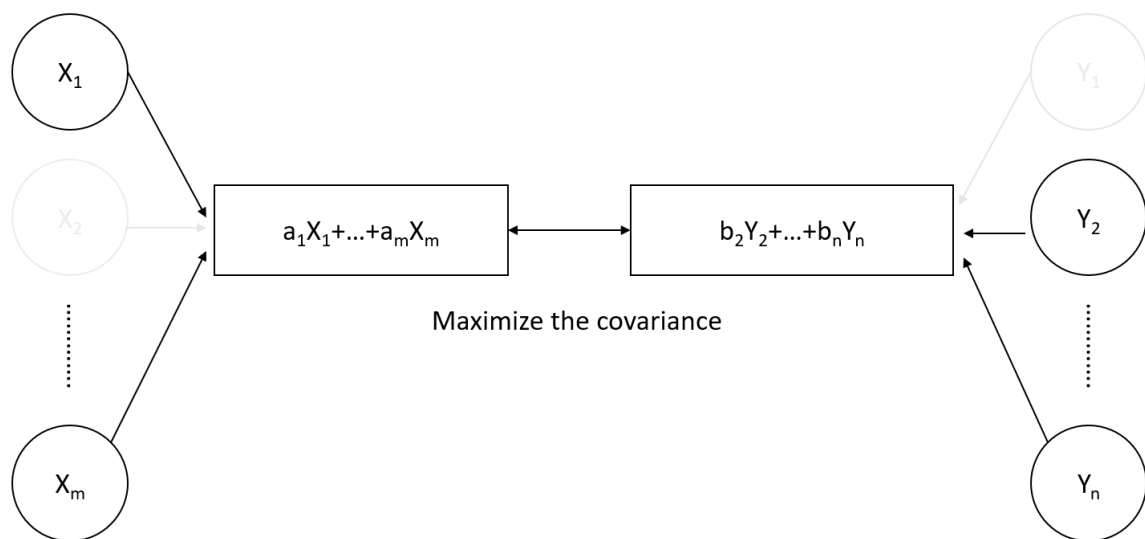 X₁
Y₁
X₂
a₁X₁+...+aₘXₘ
b₂Y₂+...+bₙYₙ
Y₂
Maximize the covariance
Xₘ
Yₙ